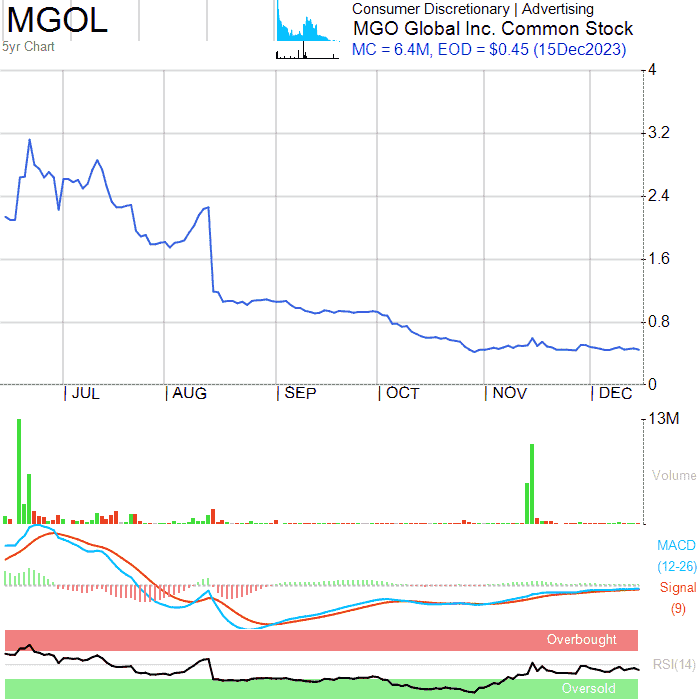 MGOL
5yr Chart
Consumer Discretionary | Advertising
MGO Global Inc. Common Stock
MC = 6.4M, EOD = $0.45 (15Dec2023)
4
3.2
2.4
1.6
0.8
0
JUL AUG SEP OCT NOV DEC
13M
Volume
MACD
(12-26)
Signal
(9)
Overbought
RSI(14)
Oversold